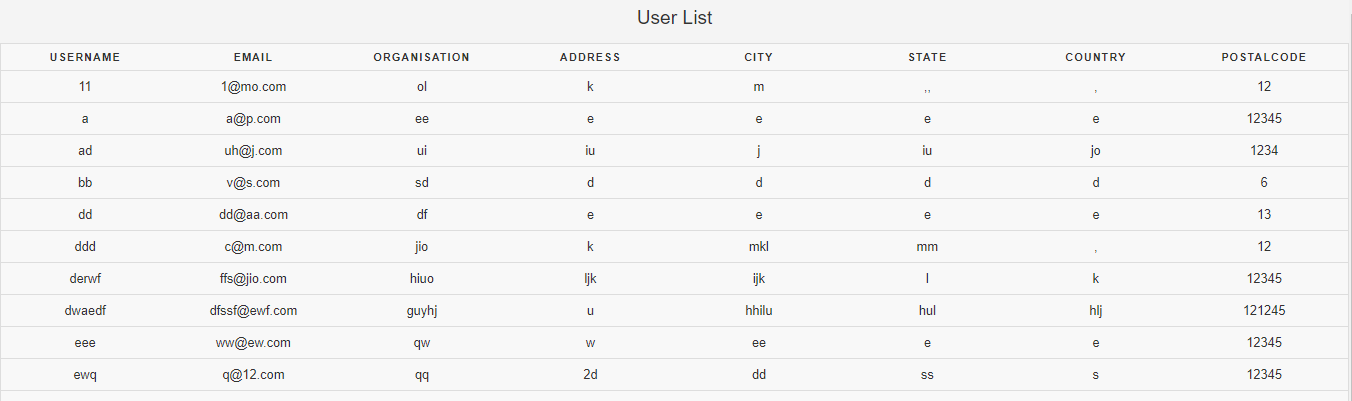 User List
USERNAME EMAIL ORGANISATION ADDRESS CITY STATE COUNTRY POSTALCODE
11 1@mo.com ol k m ,, , 12
a a@p.com ee e e e e 12345
ad uh@j.com ui iu j iu jo 1234
bb v@s.com sd d d d d 6
dd dd@aa.com df e e e e 13
ddd c@m.com jio k mkl mm , 12
derwf ffs@jio.com hiuo ljk ijk l k 12345
dwaedf dfssf@ewf.com guyhj u hhilu hul hlj 121245
eee ww@ew.com qw w ee e e 12345
ewq q@12.com qq 2d dd ss s 12345